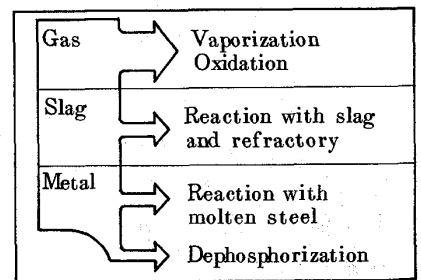 Gas
Vaporization
Oxidation
Slag
Reaction with slag
and refractory
Metal
Reaction with
molten steel
Dephosphorization